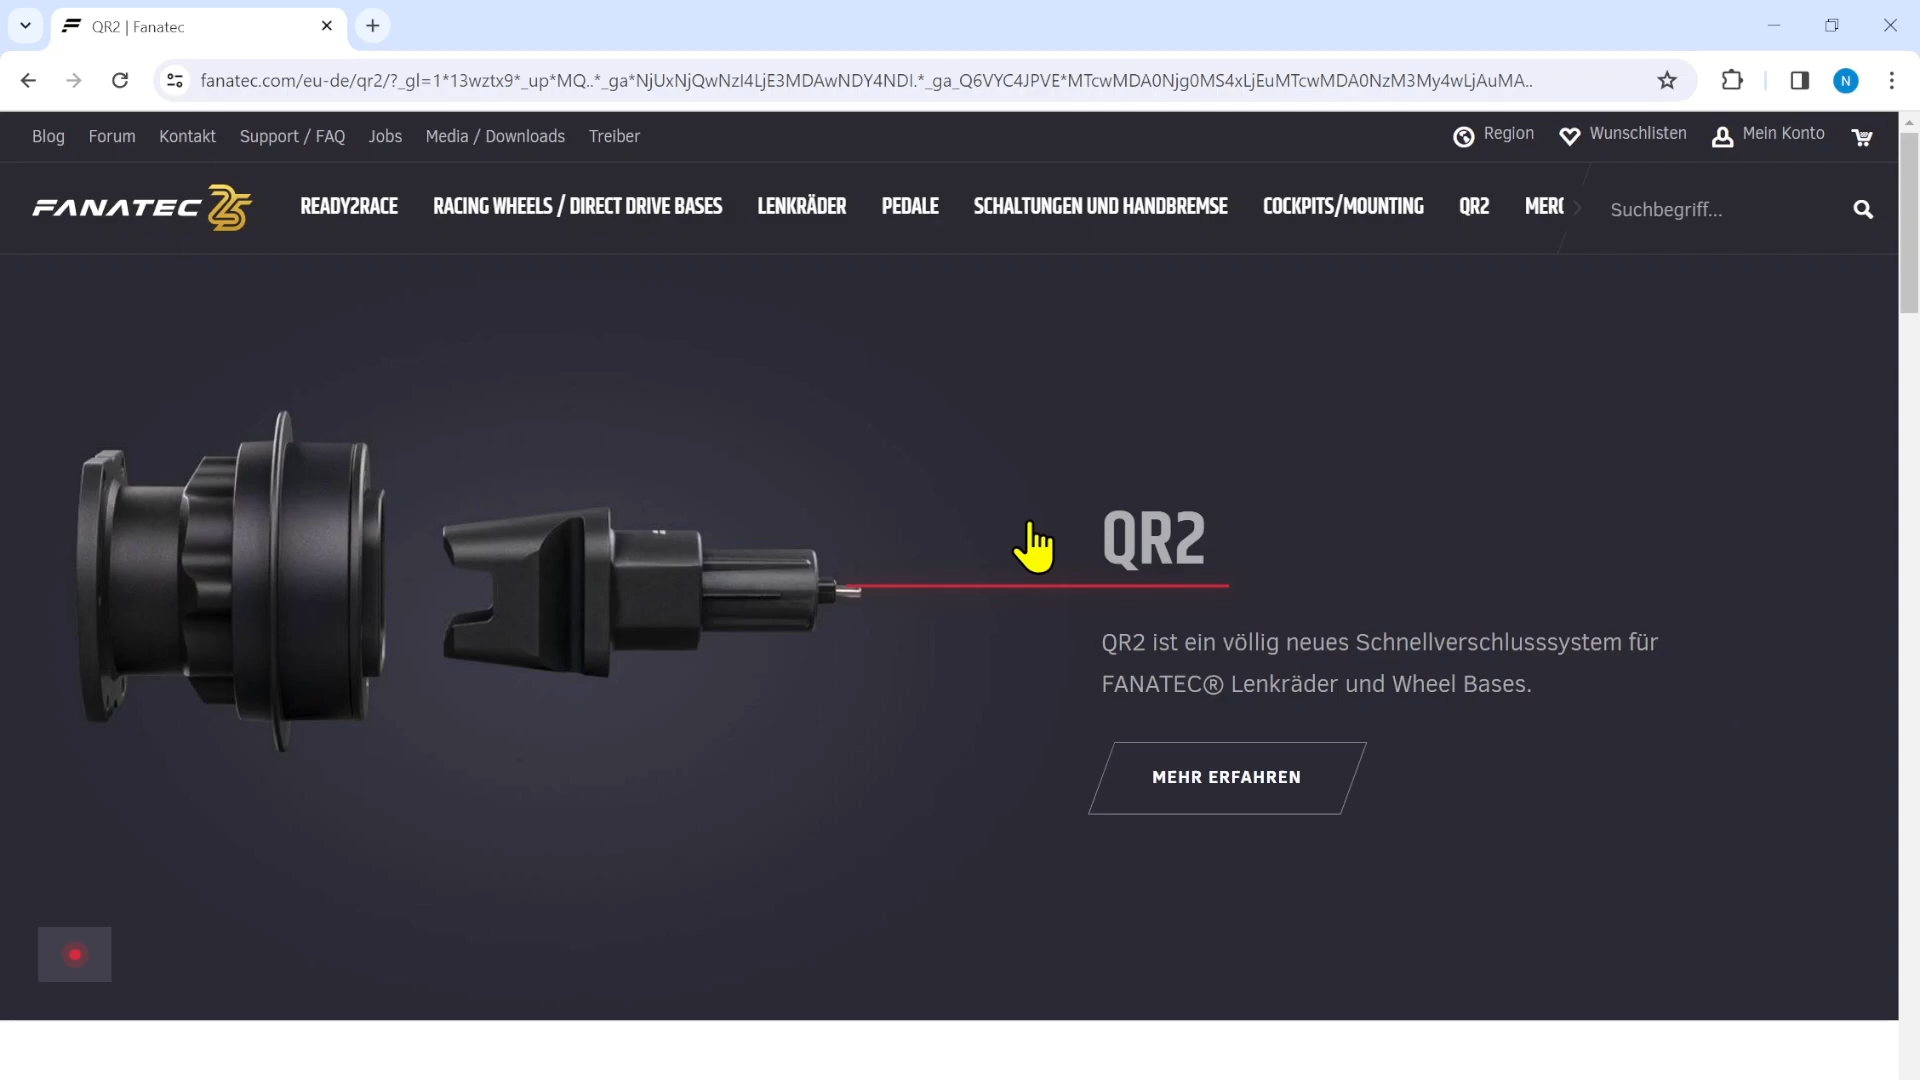 QR2 | Fanatec
fanatec.com/eu-de/qr2/?_gl=1*13wztx9*_up*MQ..*_ga*NjUxNjQwNzI4LjE3MDAwNDY4NDI.*_ga_Q6VYC4JPVE*MTcwMDA0Njg0MS4xLjEuMTcwMDA0NzM3My4wLjAuMA..
N
Blog Forum Kontakt Support / FAQ Jobs Media / Downloads Treiber
Region Wunschlisten Mein Konto
FANATEC 25 READY2RACE RACING WHEELS / DIRECT DRIVE BASES LENKRÄDER PEDALE SCHALTUNGEN UND HANDBREMSE COCKPITS/MOUNTING QR2 MERC Suchbegriff...
QR2
QR2 ist ein völlig neues Schnellverschlusssystem für
FANATEC® Lenkräder und Wheel Bases.
MEHR ERFAHREN